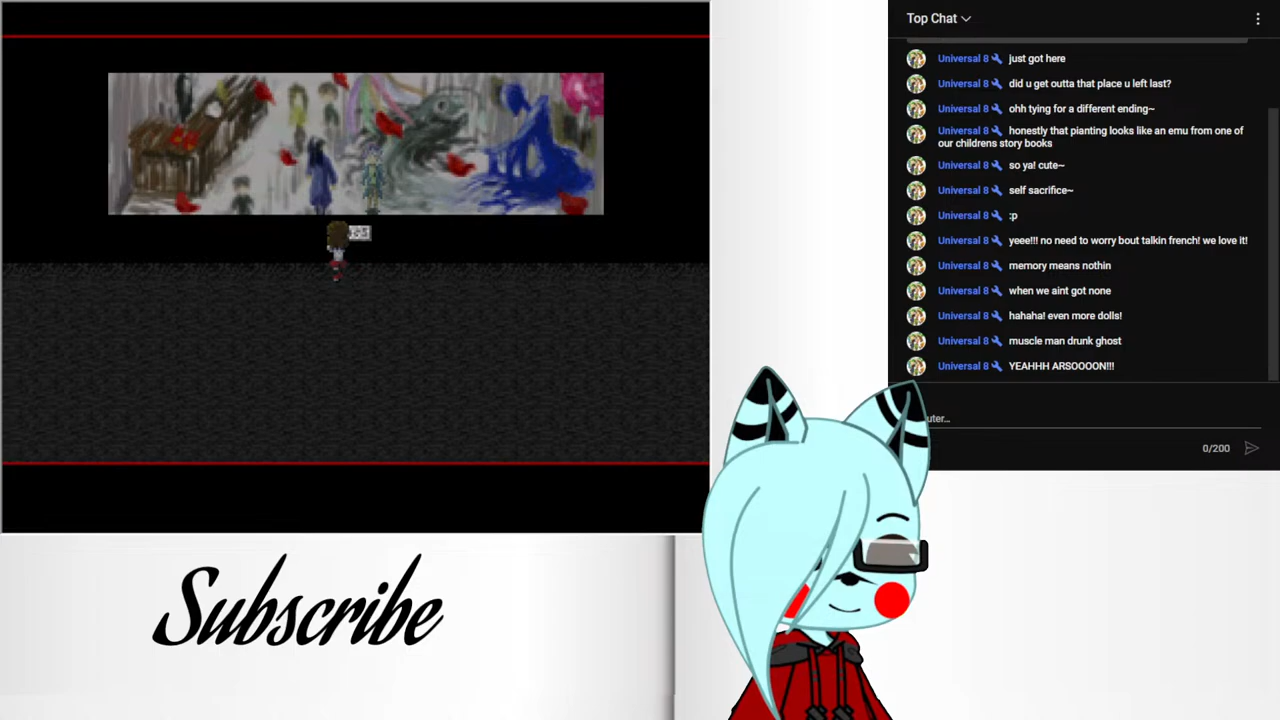 Top Chat
Universal 8 just got here
Universal 8 did u get outta that place u left last?
Universal 8 ohh tying for a different ending~
Universal 8 honestly that pianting looks like an emu from one of
our childrens story books
Universal 8 so ya! cute~
Universal 8 self sacrifice~
Universal 8 :p
Universal 8 yeee!!! no need to worry bout talkin french! we love it!
Universal 8 memory means nothin
Universal 8 when we aint got none
Universal 8 hahaha! even more dolls!
Universal 8 muscle man drunk ghost
Universal 8 YEAHHH ARSOOOON!!!
uter...
0/200
Subscribe